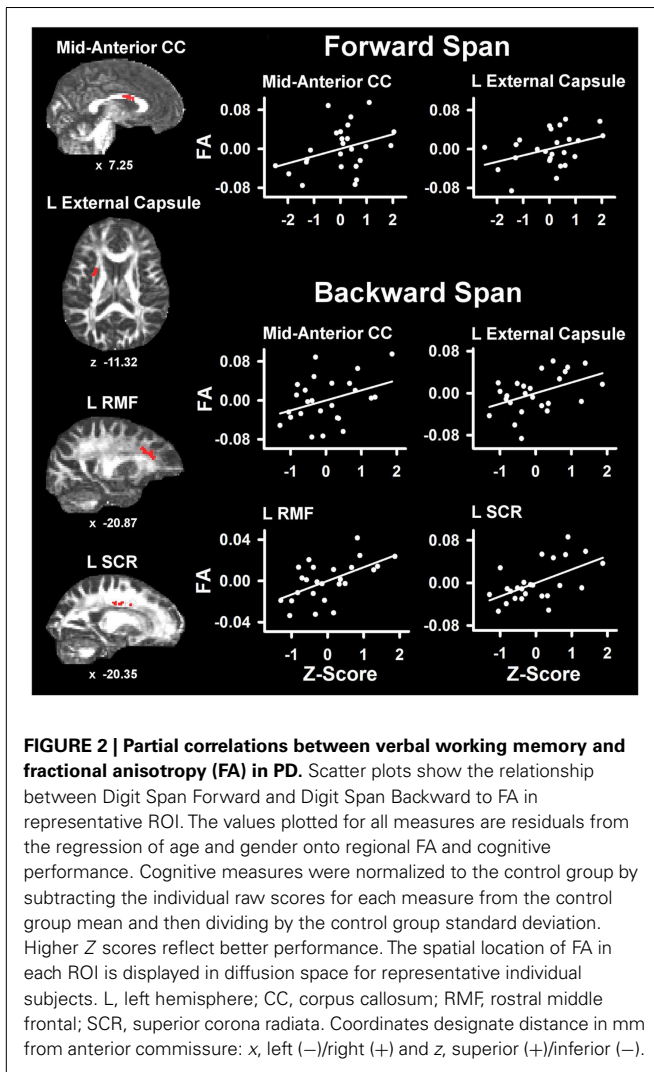 Mid-Anterior CC
x 7.25
L External Capsule
z -11.32
L RMF
x -20.87
L SCR
x -20.35
Forward Span
Mid-Anterior CC
L External Capsule
FA
0.08
0.00
-0.08
-2 -1 0 1 2
0.08
0.00
-0.08
-2 -1 0 1 2
Backward Span
Mid-Anterior CC
L External Capsule
FA
0.08
0.00
-0.08
-1 0 1 2
0.08
0.00
-0.08
-1 0 1 2
L RMF
L SCR
FA
0.04
0.00
-0.04
-1 0 1 2
Z-Score
0.08
0.00
-0.08
-1 0 1 2
Z-Score
FIGURE 2 | Partial correlations between verbal working memory and
fractional anisotropy (FA) in PD. Scatter plots show the relationship
between Digit Span Forward and Digit Span Backward to FA in
representative ROI. The values plotted for all measures are residuals from
the regression of age and gender onto regional FA and cognitive
performance. Cognitive measures were normalized to the control group by
subtracting the individual raw scores for each measure from the control
group mean and then dividing by the control group standard deviation.
Higher Z scores reflect better performance. The spatial location of FA in
each ROI is displayed in diffusion space for representative individual
subjects. L, left hemisphere; CC, corpus callosum; RMF, rostral middle
frontal; SCR, superior corona radiata. Coordinates designate distance in mm
from anterior commissure: x, left (−)/right (+) and z, superior (+)/inferior (−).